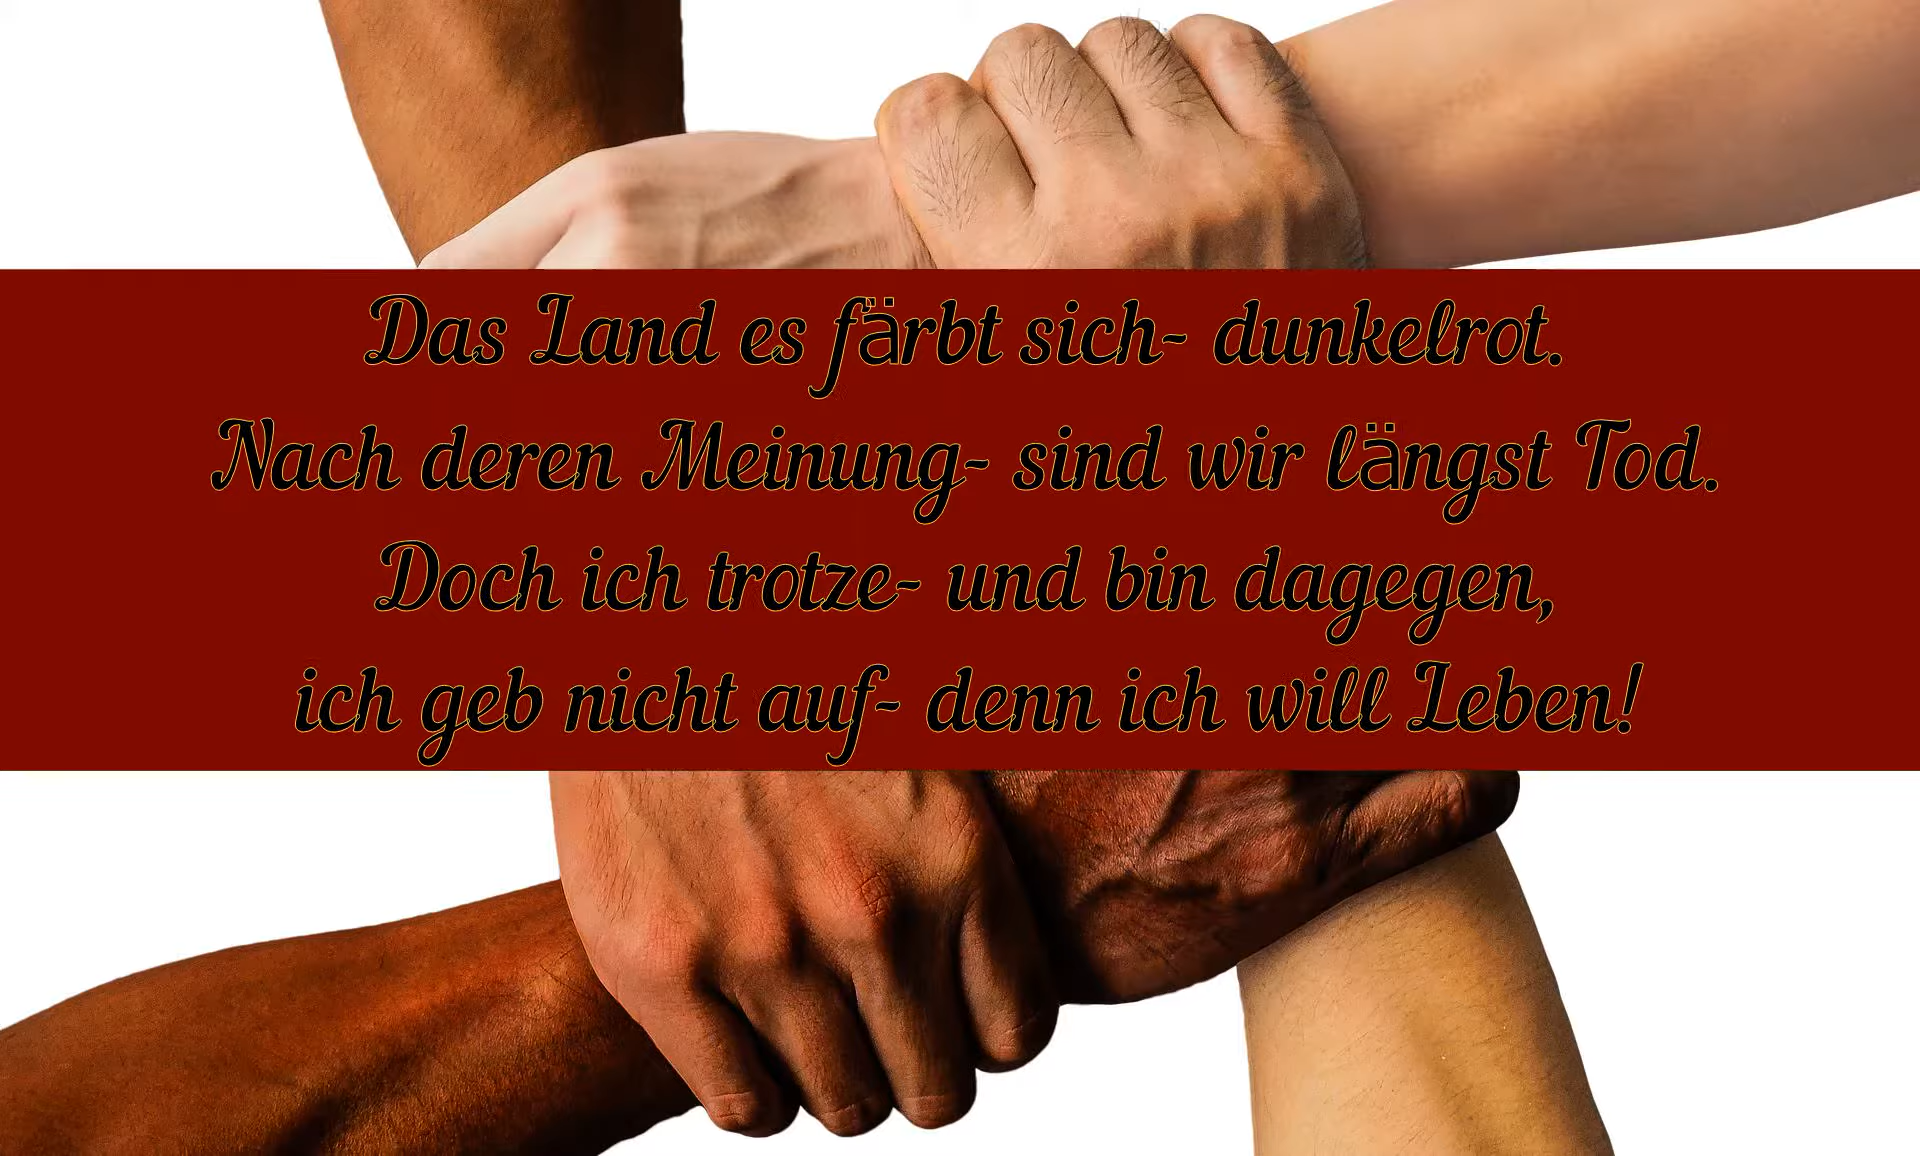 Das Land es färbt sich- dunkelrot.
Nach deren Meinung- sind wir längst Tod.
Doch ich trotze- und bin dagegen,
ich geb nicht auf- denn ich will Leben!